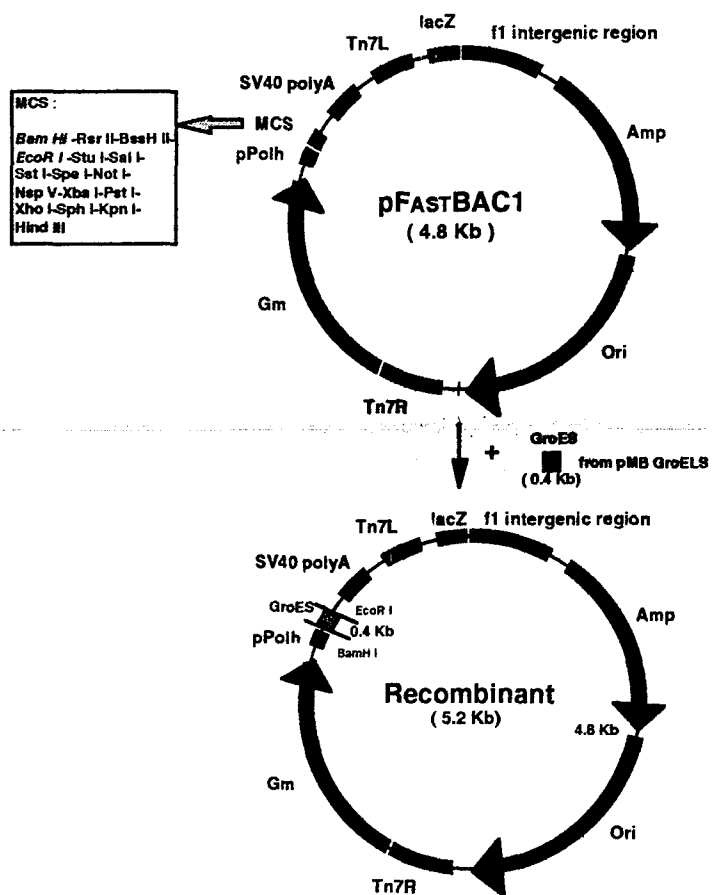 lacZ
f1 intergenic region
Tn7L
SV40 polyA
MCS
pPolh
Amp
pFASTBAC1
( 4.8 Kb )
Gm
Ori
Tn7R
MCS :
Bam HI -Rsr II-BssH II-
EcoR I -Stu I-Sal I-
Sst I-Spe I-Not I-
Nsp V-Xba I-Pst I-
Xho I-Sph I-Kpn I-
Hind III
+
GroES
( 0.4 Kb)
from pMB GroELS
lacZ
f1 intergenic region
Tn7L
SV40 polyA
GroES
EcoR I
0.4 Kb
pPolh
BamH I
Amp
Recombinant
( 5.2 Kb)
4.8 Kb
Gm
Ori
Tn7R